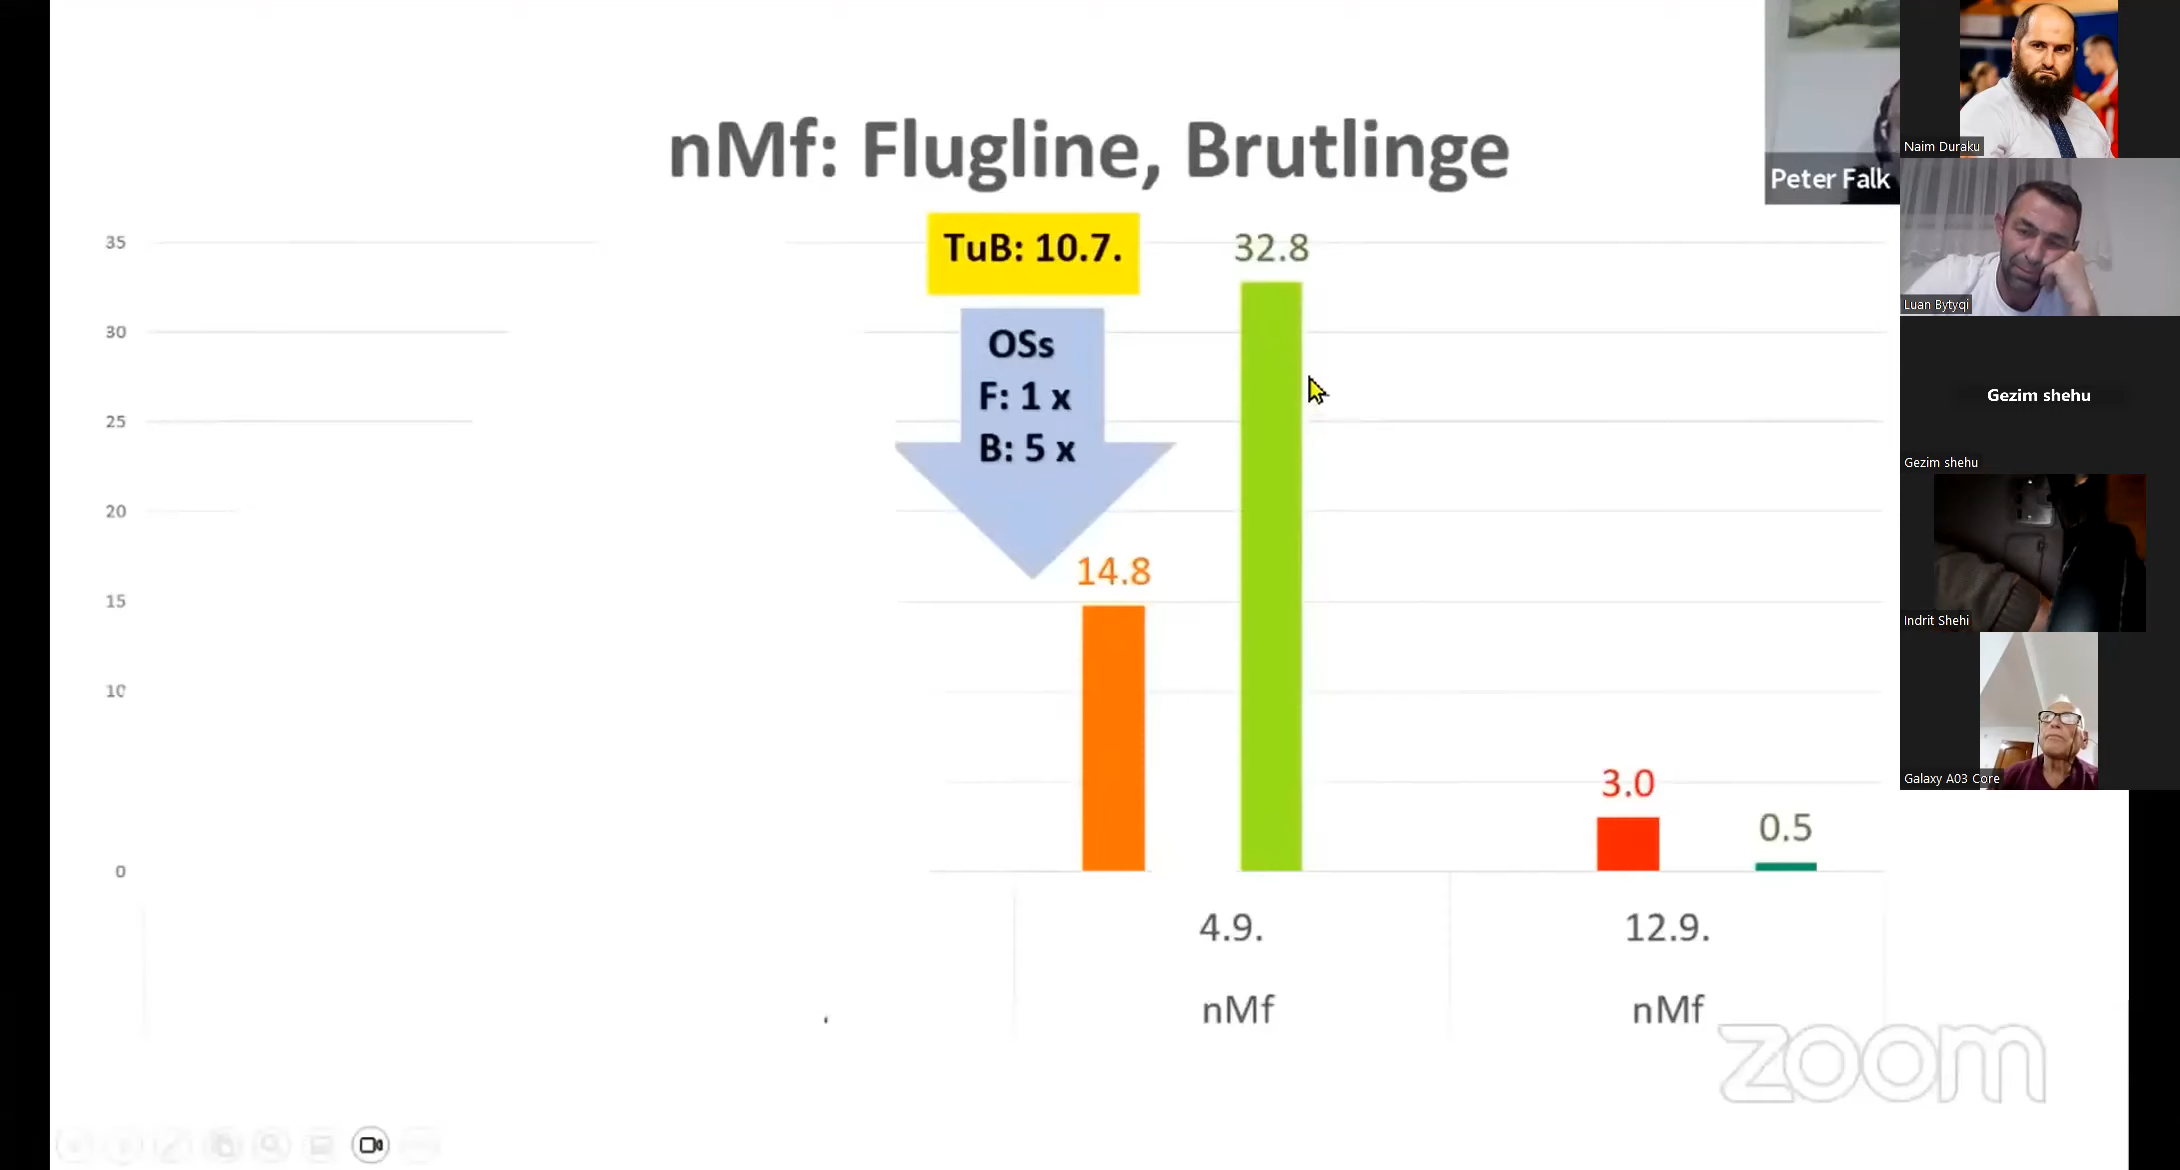 nMf: Flugline, Brutlinge
TuB: 10.7.
OSs
F: 1 x
B: 5 x
35
30
25
20
15
10
0
32.8
14.8
3.0
0.5
4.9.
12.9.
nMf
nMf
zoom
Peter Falk
Naim Duraku
Luan Bytyqi
Gezim shehu
Gezim shehu
Indrit Shehi
Galaxy A03 Core